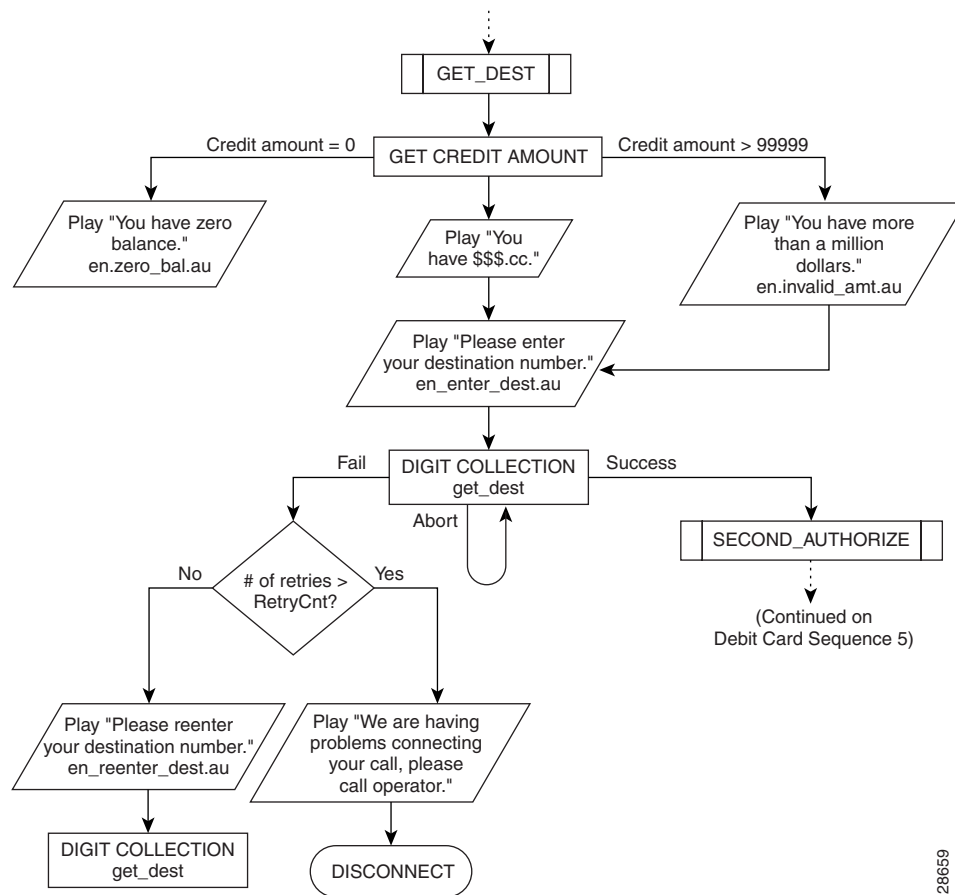 GET_DEST
Credit amount = 0
GET CREDIT AMOUNT
Credit amount > 99999
Play "You have zero
balance."
en.zero_bal.au
Play "You
have $$$.cc."
Play "You have more
than a million
dollars."
en.invalid_amt.au
Play "Please enter
your destination number."
en_enter_dest.au
Fail
DIGIT COLLECTION
get_dest
Success
Abort
SECOND_AUTHORIZE
(Continued on
Debit Card Sequence 5)
No
# of retries >
RetryCnt?
Yes
Play "Please reenter
your destination number."
en_reenter_dest.au
Play "We are having
problems connecting
your call, please
call operator."
DIGIT COLLECTION
get_dest
DISCONNECT
28659